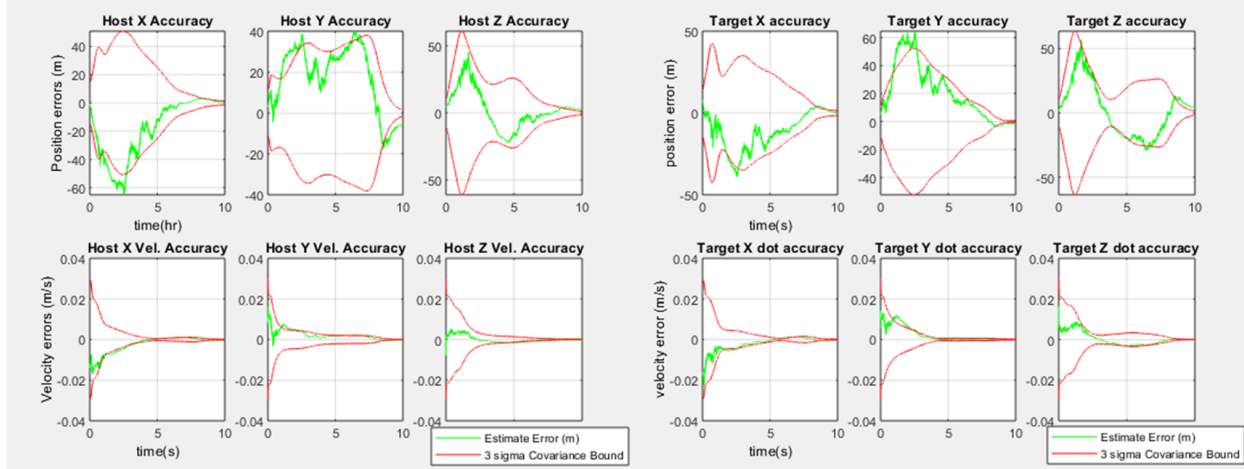 Host X Accuracy
Host Y Accuracy
Host Z Accuracy
Target X accuracy
Target Y accuracy
Target Z accuracy
Position errors (m)
40
20
0
-20
-40
-60
0 5 10
time(hr)
40
20
0
-20
-40
0 5 10
50
0
-50
0 5 10
position error (m)
50
0
-50
0 5 10
time(s)
60
40
20
0
-20
-40
0 5 10
50
0
-50
0 5 10
Host X Vel. Accuracy
Host Y Vel. Accuracy
Host Z Vel. Accuracy
Target X dot accuracy
Target Y dot accuracy
Target Z dot accuracy
Velocity errors (m/s)
0.04
0.02
0
-0.02
-0.04
0 5 10
time(s)
0.04
0.02
0
-0.02
-0.04
0 5 10
0.04
0.02
0
-0.02
-0.04
0 5 10
velocity error (m/s)
0.04
0.02
0
-0.02
-0.04
0 5 10
time(s)
0.04
0.02
0
-0.02
-0.04
0 5 10
0.04
0.02
0
-0.02
-0.04
0 5 10
Estimate Error (m)
3 sigma Covariance Bound
Estimate Error (m)
3 sigma Covariance Bound